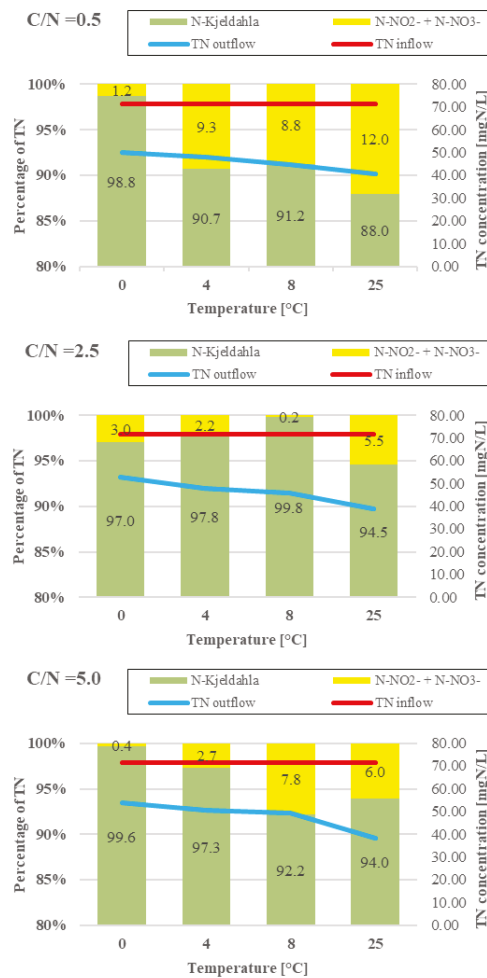 C/N =0.5
N-Kjeldahla N-NO2- + N-NO3-
TN outflow TN inflow
Percentage of TN
100%
95%
90%
85%
80%
1.2 9.3 8.8 12.0
98.8 90.7 91.2 88.0
80.00
70.00
60.00
50.00
40.00
30.00
20.00
10.00
0.00
TN concentration [mgN/L]
0 4 8 25
Temperature [°C]
C/N =2.5
N-Kjeldahla N-NO2- + N-NO3-
TN outflow TN inflow
Percentage of TN
100%
95%
90%
85%
80%
3.0 2.2 0.2 5.5
97.0 97.8 99.8 94.5
80.00
70.00
60.00
50.00
40.00
30.00
20.00
10.00
0.00
TN concentration [mgN/L]
0 4 8 25
Temperature [°C]
C/N =5.0
N-Kjeldahla N-NO2- + N-NO3-
TN outflow TN inflow
Percentage of TN
100%
95%
90%
85%
80%
0.4 2.7 7.8 6.0
99.6 97.3 92.2 94.0
80.00
70.00
60.00
50.00
40.00
30.00
20.00
10.00
0.00
TN concentration [mgN/L]
0 4 8 25
Temperature [°C]